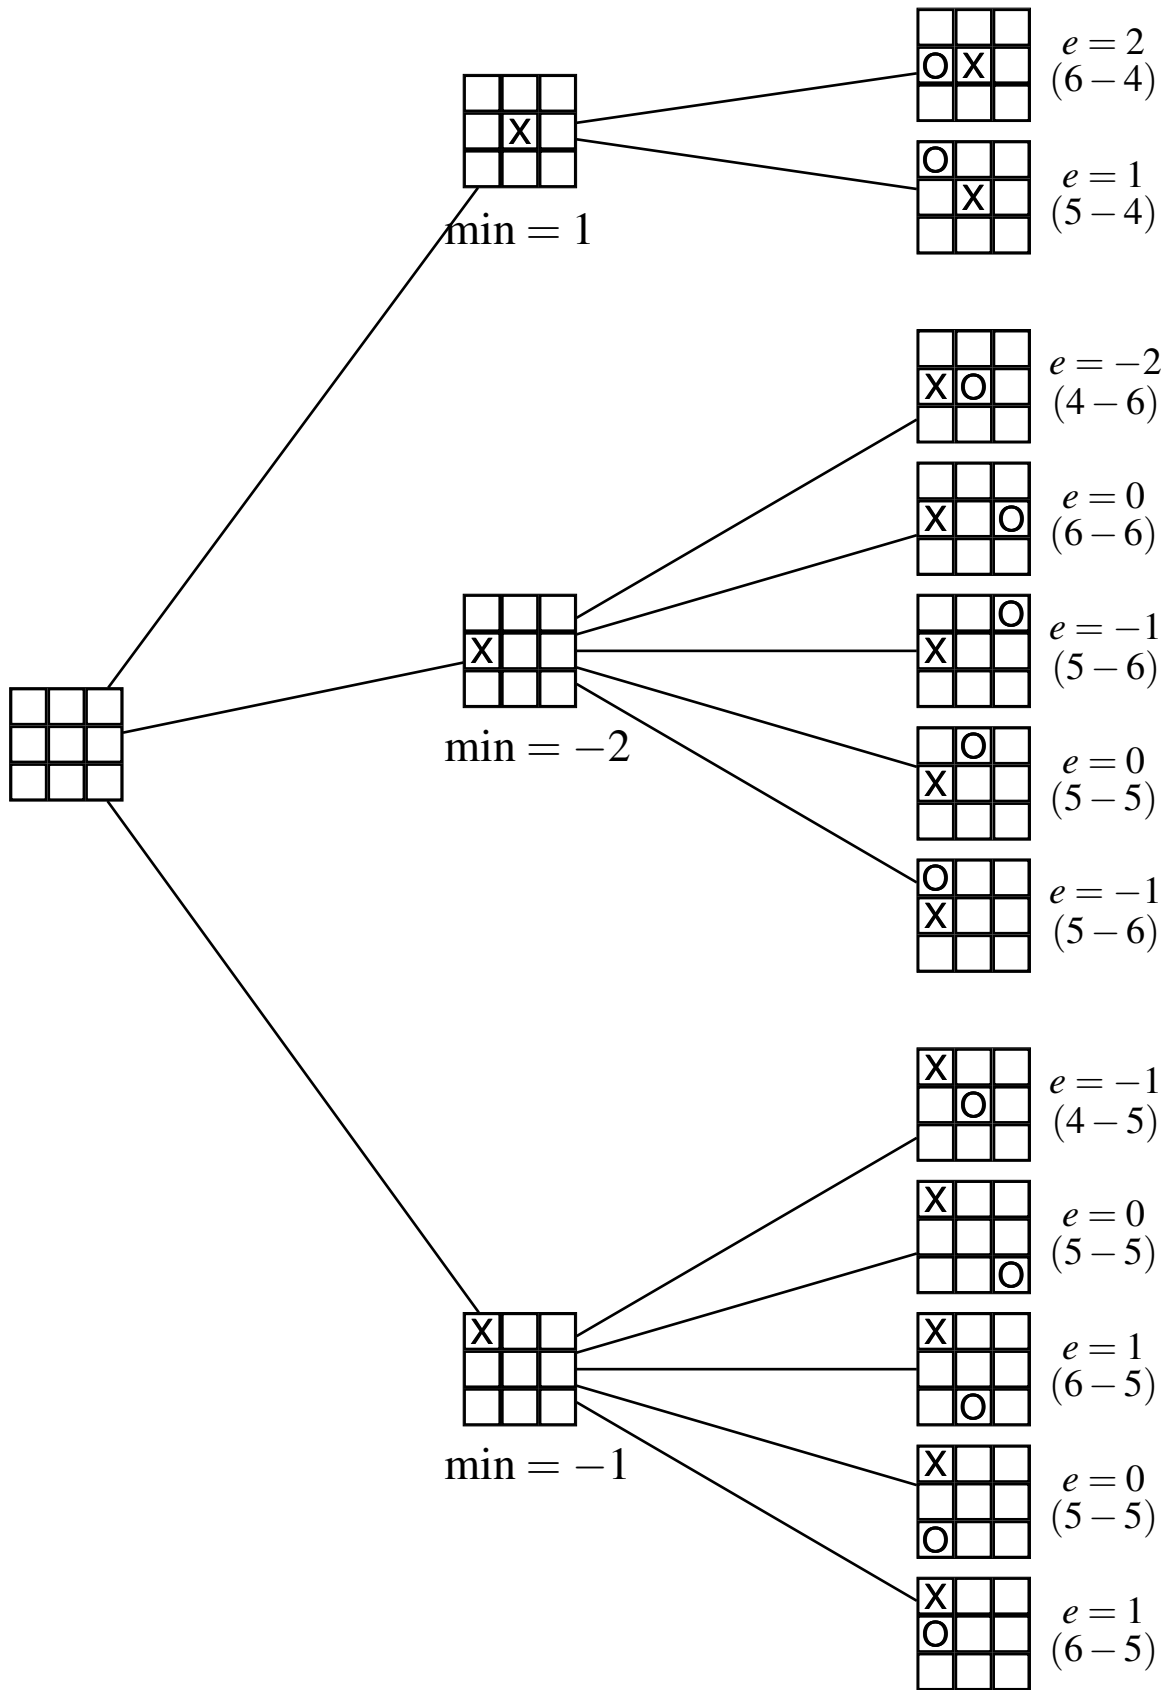 O X
e = 2
(6 − 4)
X
O
X
e = 1
(5 − 4)
min = 1
X O
e = −2
(4 − 6)
X O
e = 0
(6 − 6)
O
X
e = −1
(5 − 6)
X
min = −2
O
X
e = 0
(5 − 5)
O
X
e = −1
(5 − 6)
X
O
e = −1
(4 − 5)
X
O
e = 0
(5 − 5)
X
X
O
e = 1
(6 − 5)
min = −1
X
O
e = 0
(5 − 5)
X
O
e = 1
(6 − 5)